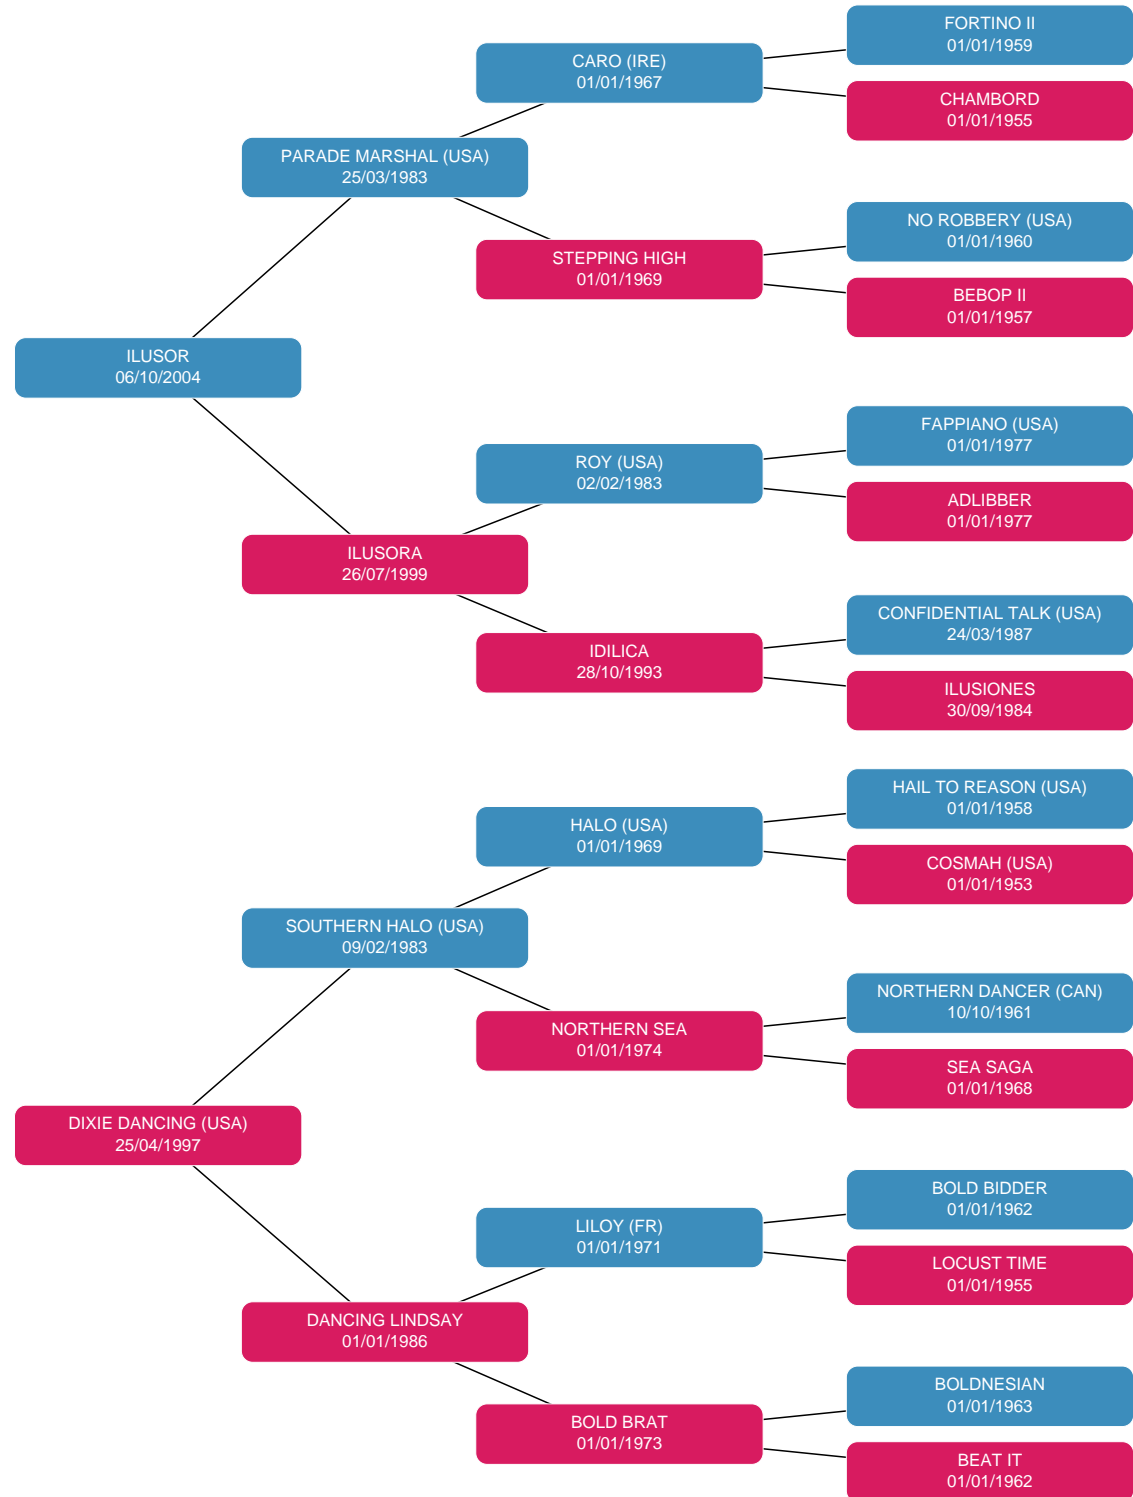 FORTINO II
01/01/1959
CARO (IRE)
01/01/1967
CHAMBORD
01/01/1955
PARADE MARSHAL (USA)
25/03/1983
NO ROBBERY (USA)
01/01/1960
STEPPING HIGH
01/01/1969
BEBOP II
01/01/1957
ILUSOR
06/10/2004
FAPPIANO (USA)
01/01/1977
ROY (USA)
02/02/1983
ADLIBBER
01/01/1977
ILUSORA
26/07/1999
CONFIDENTIAL TALK (USA)
24/03/1987
IDILICA
28/10/1993
ILUSIONES
30/09/1984
HAIL TO REASON (USA)
01/01/1958
HALO (USA)
01/01/1969
COSMAH (USA)
01/01/1953
SOUTHERN HALO (USA)
09/02/1983
NORTHERN DANCER (CAN)
10/10/1961
NORTHERN SEA
01/01/1974
SEA SAGA
01/01/1968
DIXIE DANCING (USA)
25/04/1997
BOLD BIDDER
01/01/1962
LILOY (FR)
01/01/1971
LOCUST TIME
01/01/1955
DANCING LINDSAY
01/01/1986
BOLDNESIAN
01/01/1963
BOLD BRAT
01/01/1973
BEAT IT
01/01/1962